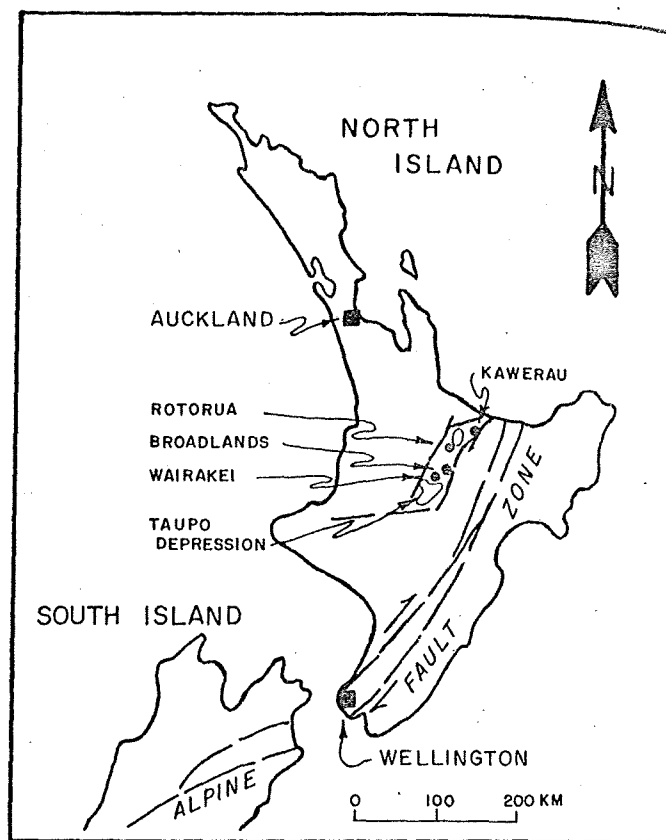 NORTH
ISLAND
N
AUCKLAND
KAWERAU
ROTORUA
BROADLANDS
WAIRAKEI
TAUPO
DEPRESSION
ZONE
FAULT
SOUTH ISLAND
ALPINE
WELLINGTON
0 100 200 KM